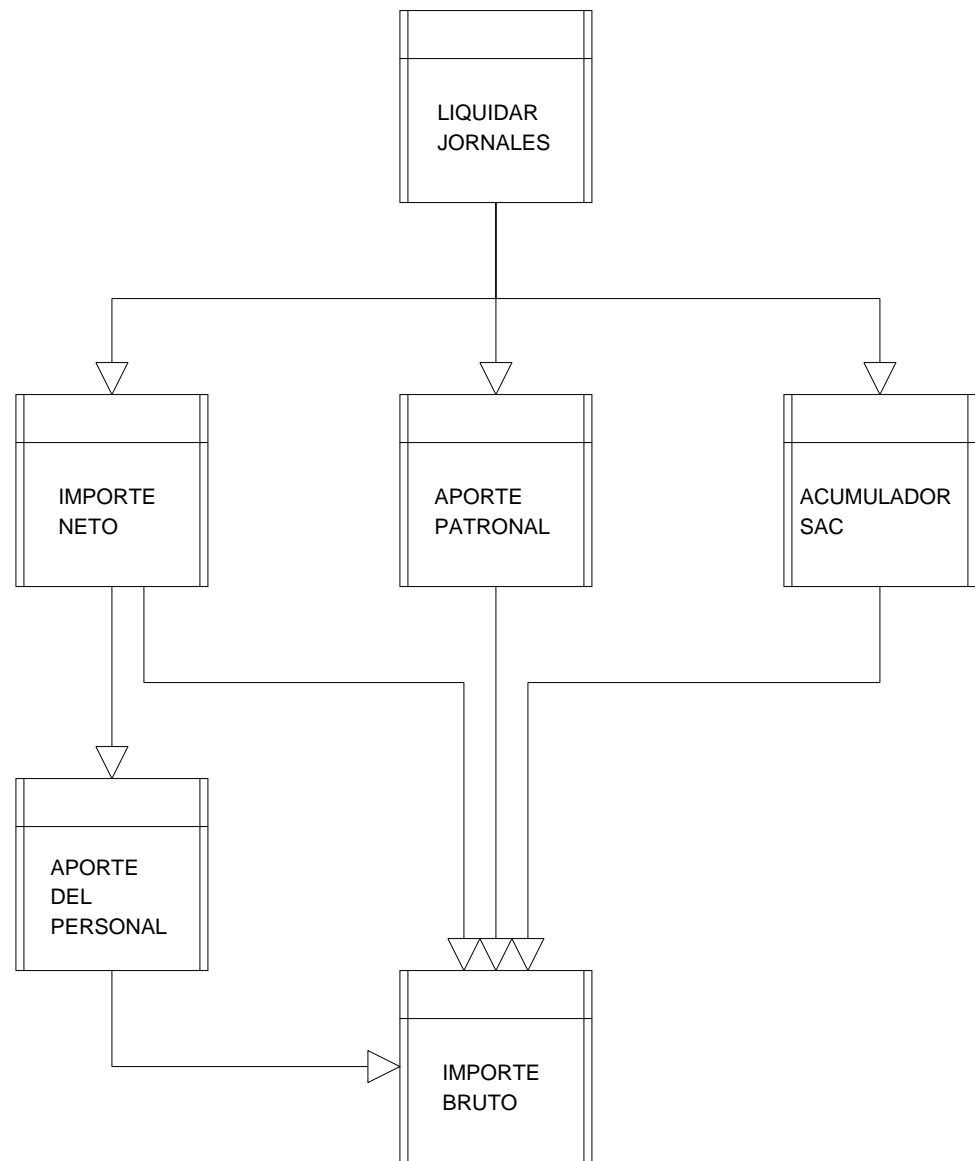 LIQUIDAR
JORNALES
IMPORTE
NETO
APORTE
PATRONAL
ACUMULADOR
SAC
APORTE
DEL
PERSONAL
IMPORTE
BRUTO